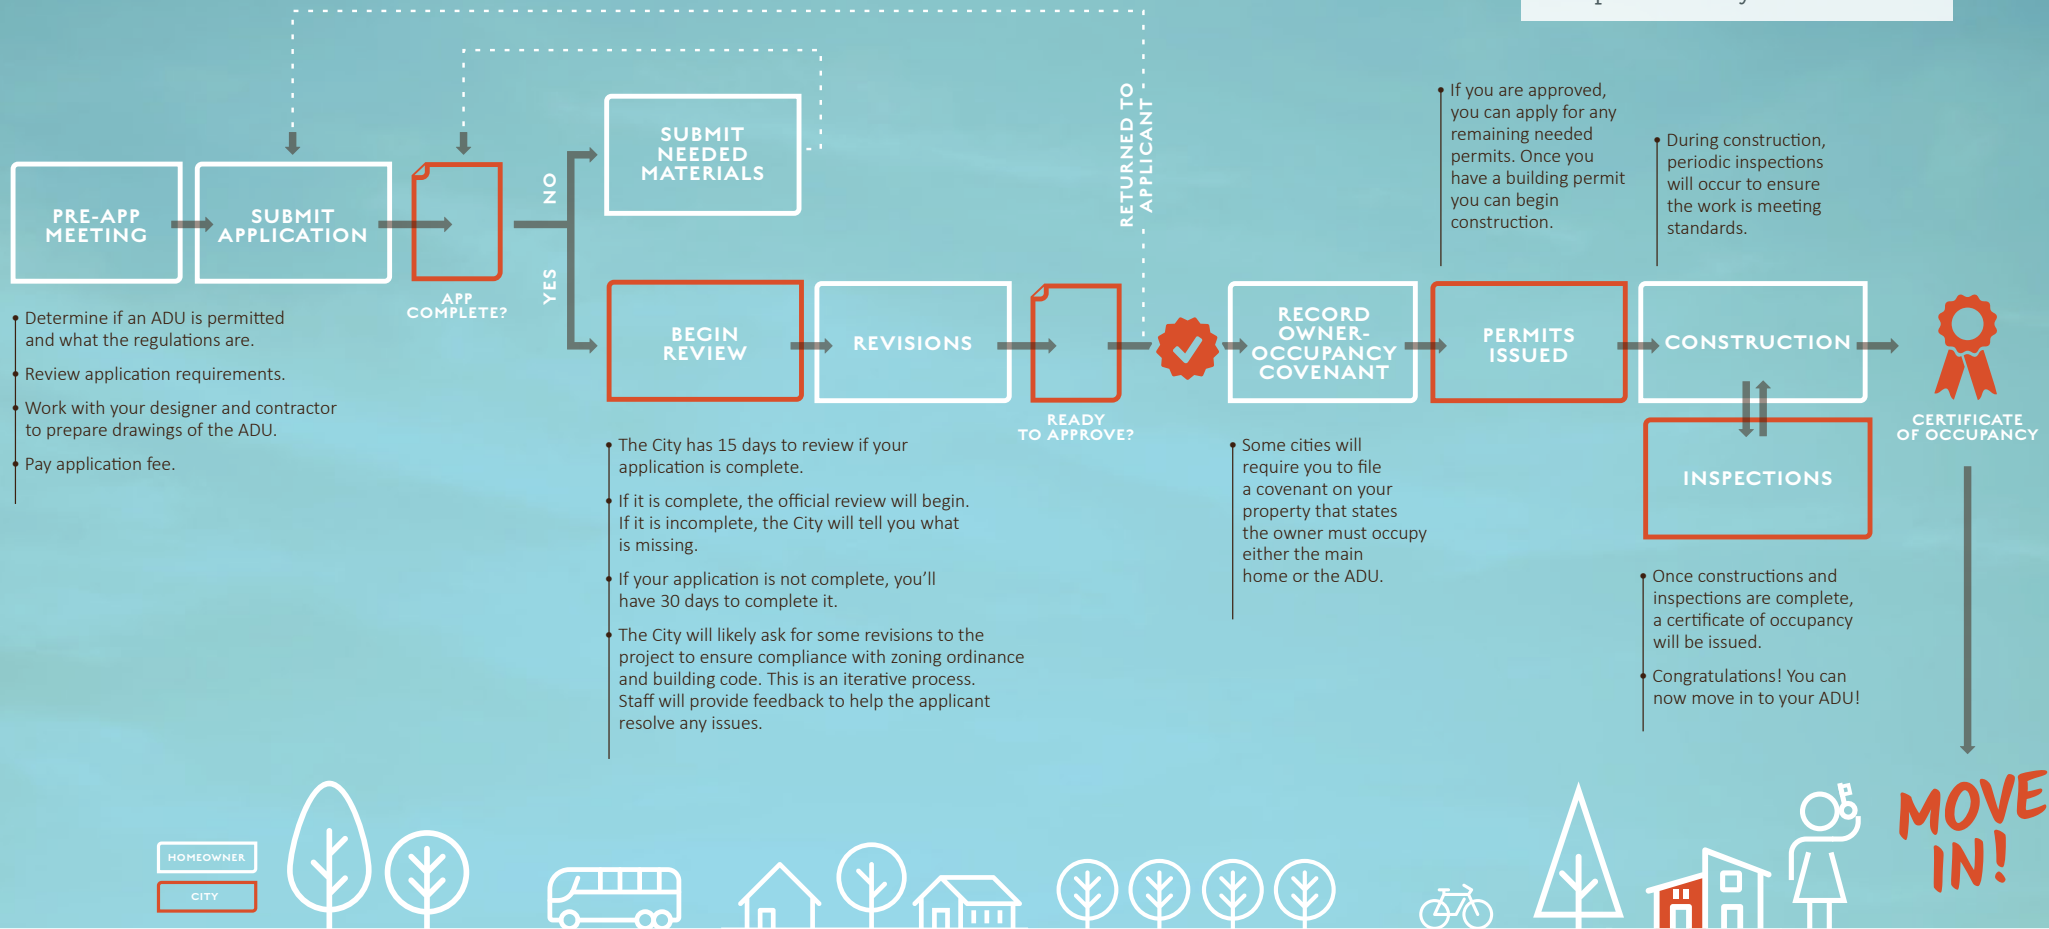 RETURNED TO
APPLICANT
If you are approved,
you can apply for any
remaining needed
permits. Once you
have a building permit
you can begin
construction.
During construction,
periodic inspections
will occur to ensure
the work is meeting
standards.
PRE-APP
MEETING
SUBMIT
APPLICATION
APP
COMPLETE?
NO
YES
SUBMIT
NEEDED
MATERIALS
BEGIN
REVIEW
REVISIONS
READY
TO APPROVE?
RECORD
OWNER-
OCCUPANCY
COVENANT
PERMITS
ISSUED
CONSTRUCTION
INSPECTIONS
CERTIFICATE
OF OCCUPANCY
Determine if an ADU is permitted
and what the regulations are.
Review application requirements.
Work with your designer and contractor
to prepare drawings of the ADU.
Pay application fee.
The City has 15 days to review if your
application is complete.
If it is complete, the official review will begin.
If it is incomplete, the City will tell you what
is missing.
If your application is not complete, you’ll
have 30 days to complete it.
The City will likely ask for some revisions to the
project to ensure compliance with zoning ordinance
and building code. This is an iterative process.
Staff will provide feedback to help the applicant
resolve any issues.
Some cities will
require you to file
a covenant on your
property that states
the owner must occupy
either the main
home or the ADU.
Once constructions and
inspections are complete,
a certificate of occupancy
will be issued.
Congratulations! You can
now move in to your ADU!
HOMEOWNER
CITY
MOVE
IN!